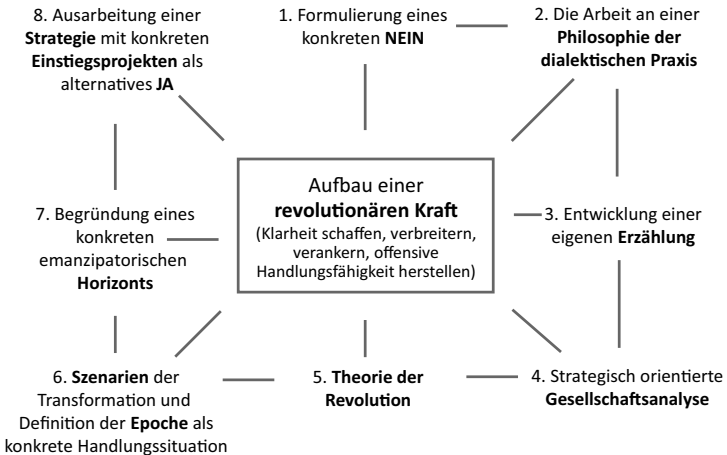 1. Formulierung eines
konkreten NEIN
2. Die Arbeit an einer
Philosophie der
dialektischen Praxis
3. Entwicklung einer
eigenen Erzählung
4. Strategisch orientierte
Gesellschaftsanalyse
5. Theorie der
Revolution
6. Szenarien der
Transformation und
Definition der Epoche als
konkrete Handlungssituation
7. Begründung eines
konkreten
emanzipatorischen
Horizonts
8. Ausarbeitung einer
Strategie mit konkreten
Einstiegsprojekten als
alternatives JA
Aufbau einer
revolutionären Kraft
(Klarheit schaffen, verbreitern,
verankern, offensive
Handlungsfähigkeit herstellen)